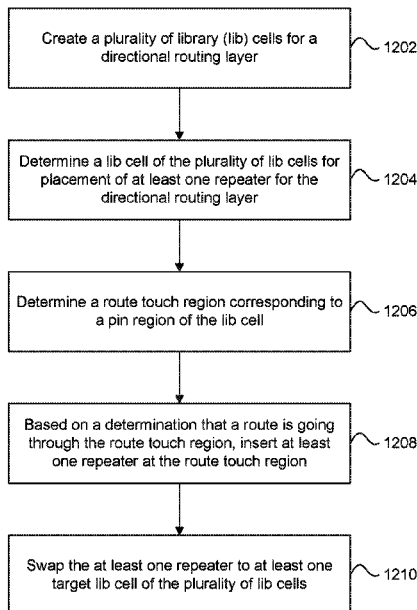 Create a plurality of library (lib) cells for a
directional routing layer
1202
Determine a lib cell of the plurality of lib cells for
placement of at least one repeater for the
directional routing layer
1204
Determine a route touch region corresponding to
a pin region of the lib cell
1206
Based on a determination that a route is going
through the route touch region, insert at least
one repeater at the route touch region
1208
Swap the at least one repeater to at least one
target lib cell of the plurality of lib cells
1210